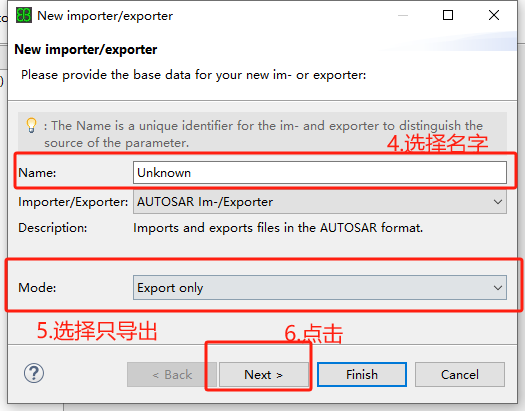 New importer/exporter
New importer/exporter
Please provide the base data for your new im- or exporter:
: The Name is a unique identifier for the im- and exporter to distinguish the
source of the parameter.
4.选择名字
Name: Unknown
Importer/Exporter: AUTOSAR Im-/Exporter
Description: Imports and exports files in the AUTOSAR format.
Mode: Export only
5.选择只导出
6.点击
? < Back Next > Finish Cancel